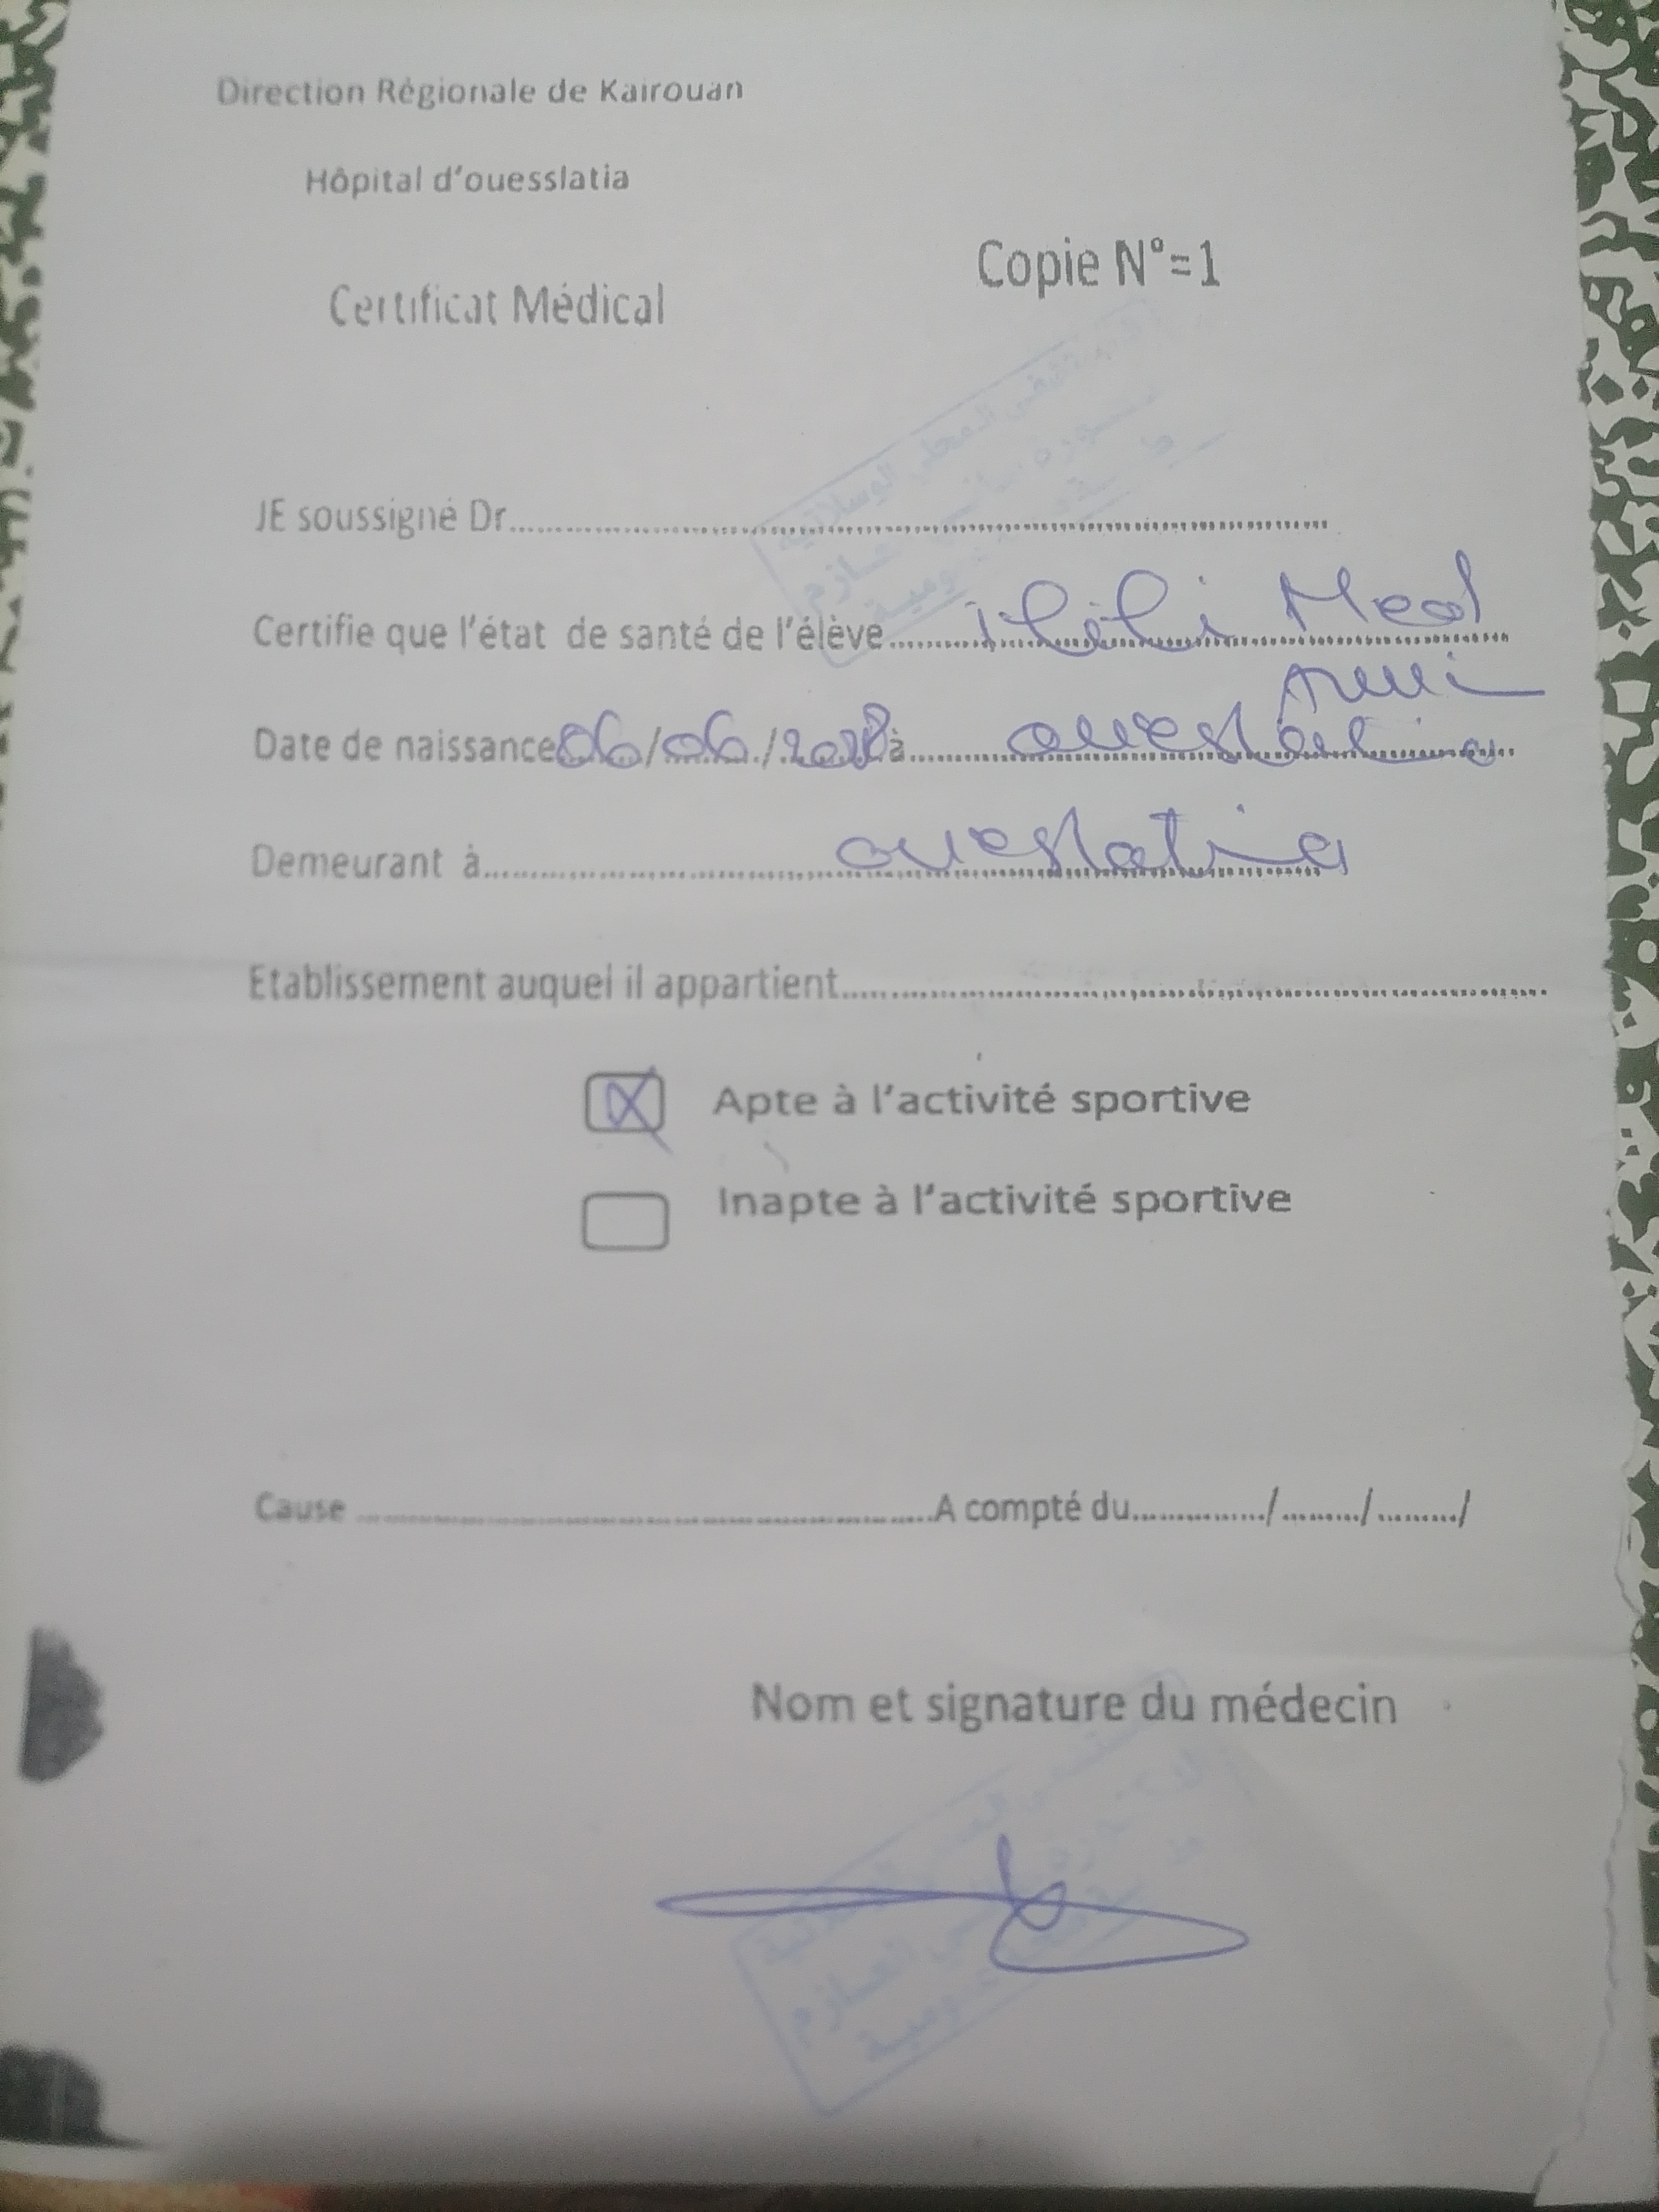 Direction Régionale de Kairouan
Hôpital d'ouesslatia
Copie N°=1
Certificat Médical
JE soussigné Dr
Certifie que l'état de santé de l'élève Med
Date de naissance 06/06/ à
Demeurant à oueslatia
Etablissement auquel il appartient
Apte à l'activité sportive
Inapte à l'activité sportive
Cause A compté du / / /
Nom et signature du médecin